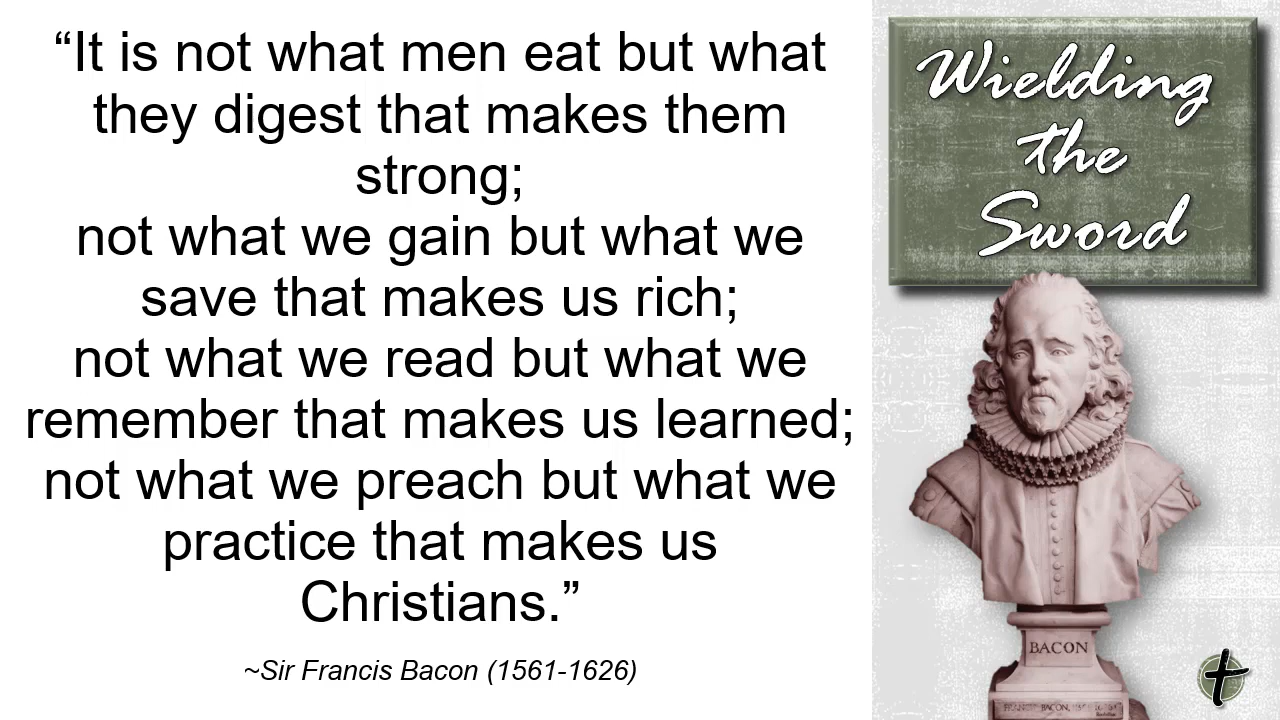 “It is not what men eat but what
they digest that makes them
strong;
not what we gain but what we
save that makes us rich;
not what we read but what we
remember that makes us learned;
not what we preach but what we
practice that makes us
Christians.”
~Sir Francis Bacon (1561-1626)
Wielding
the
Sword
BACON
FRANCIS BACON,